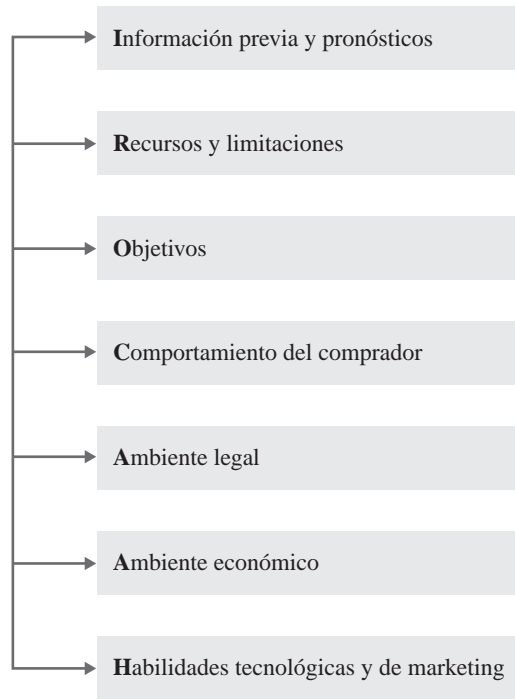 Información previa y pronósticos
Recursos y limitaciones
Objetivos
Comportamiento del comprador
Ambiente legal
Ambiente económico
Habilidades tecnológicas y de marketing